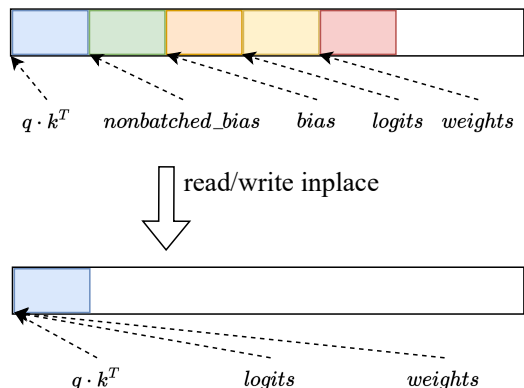 q · k^T nonbatched_bias bias logits weights
read/write inplace
q · k^T logits weights